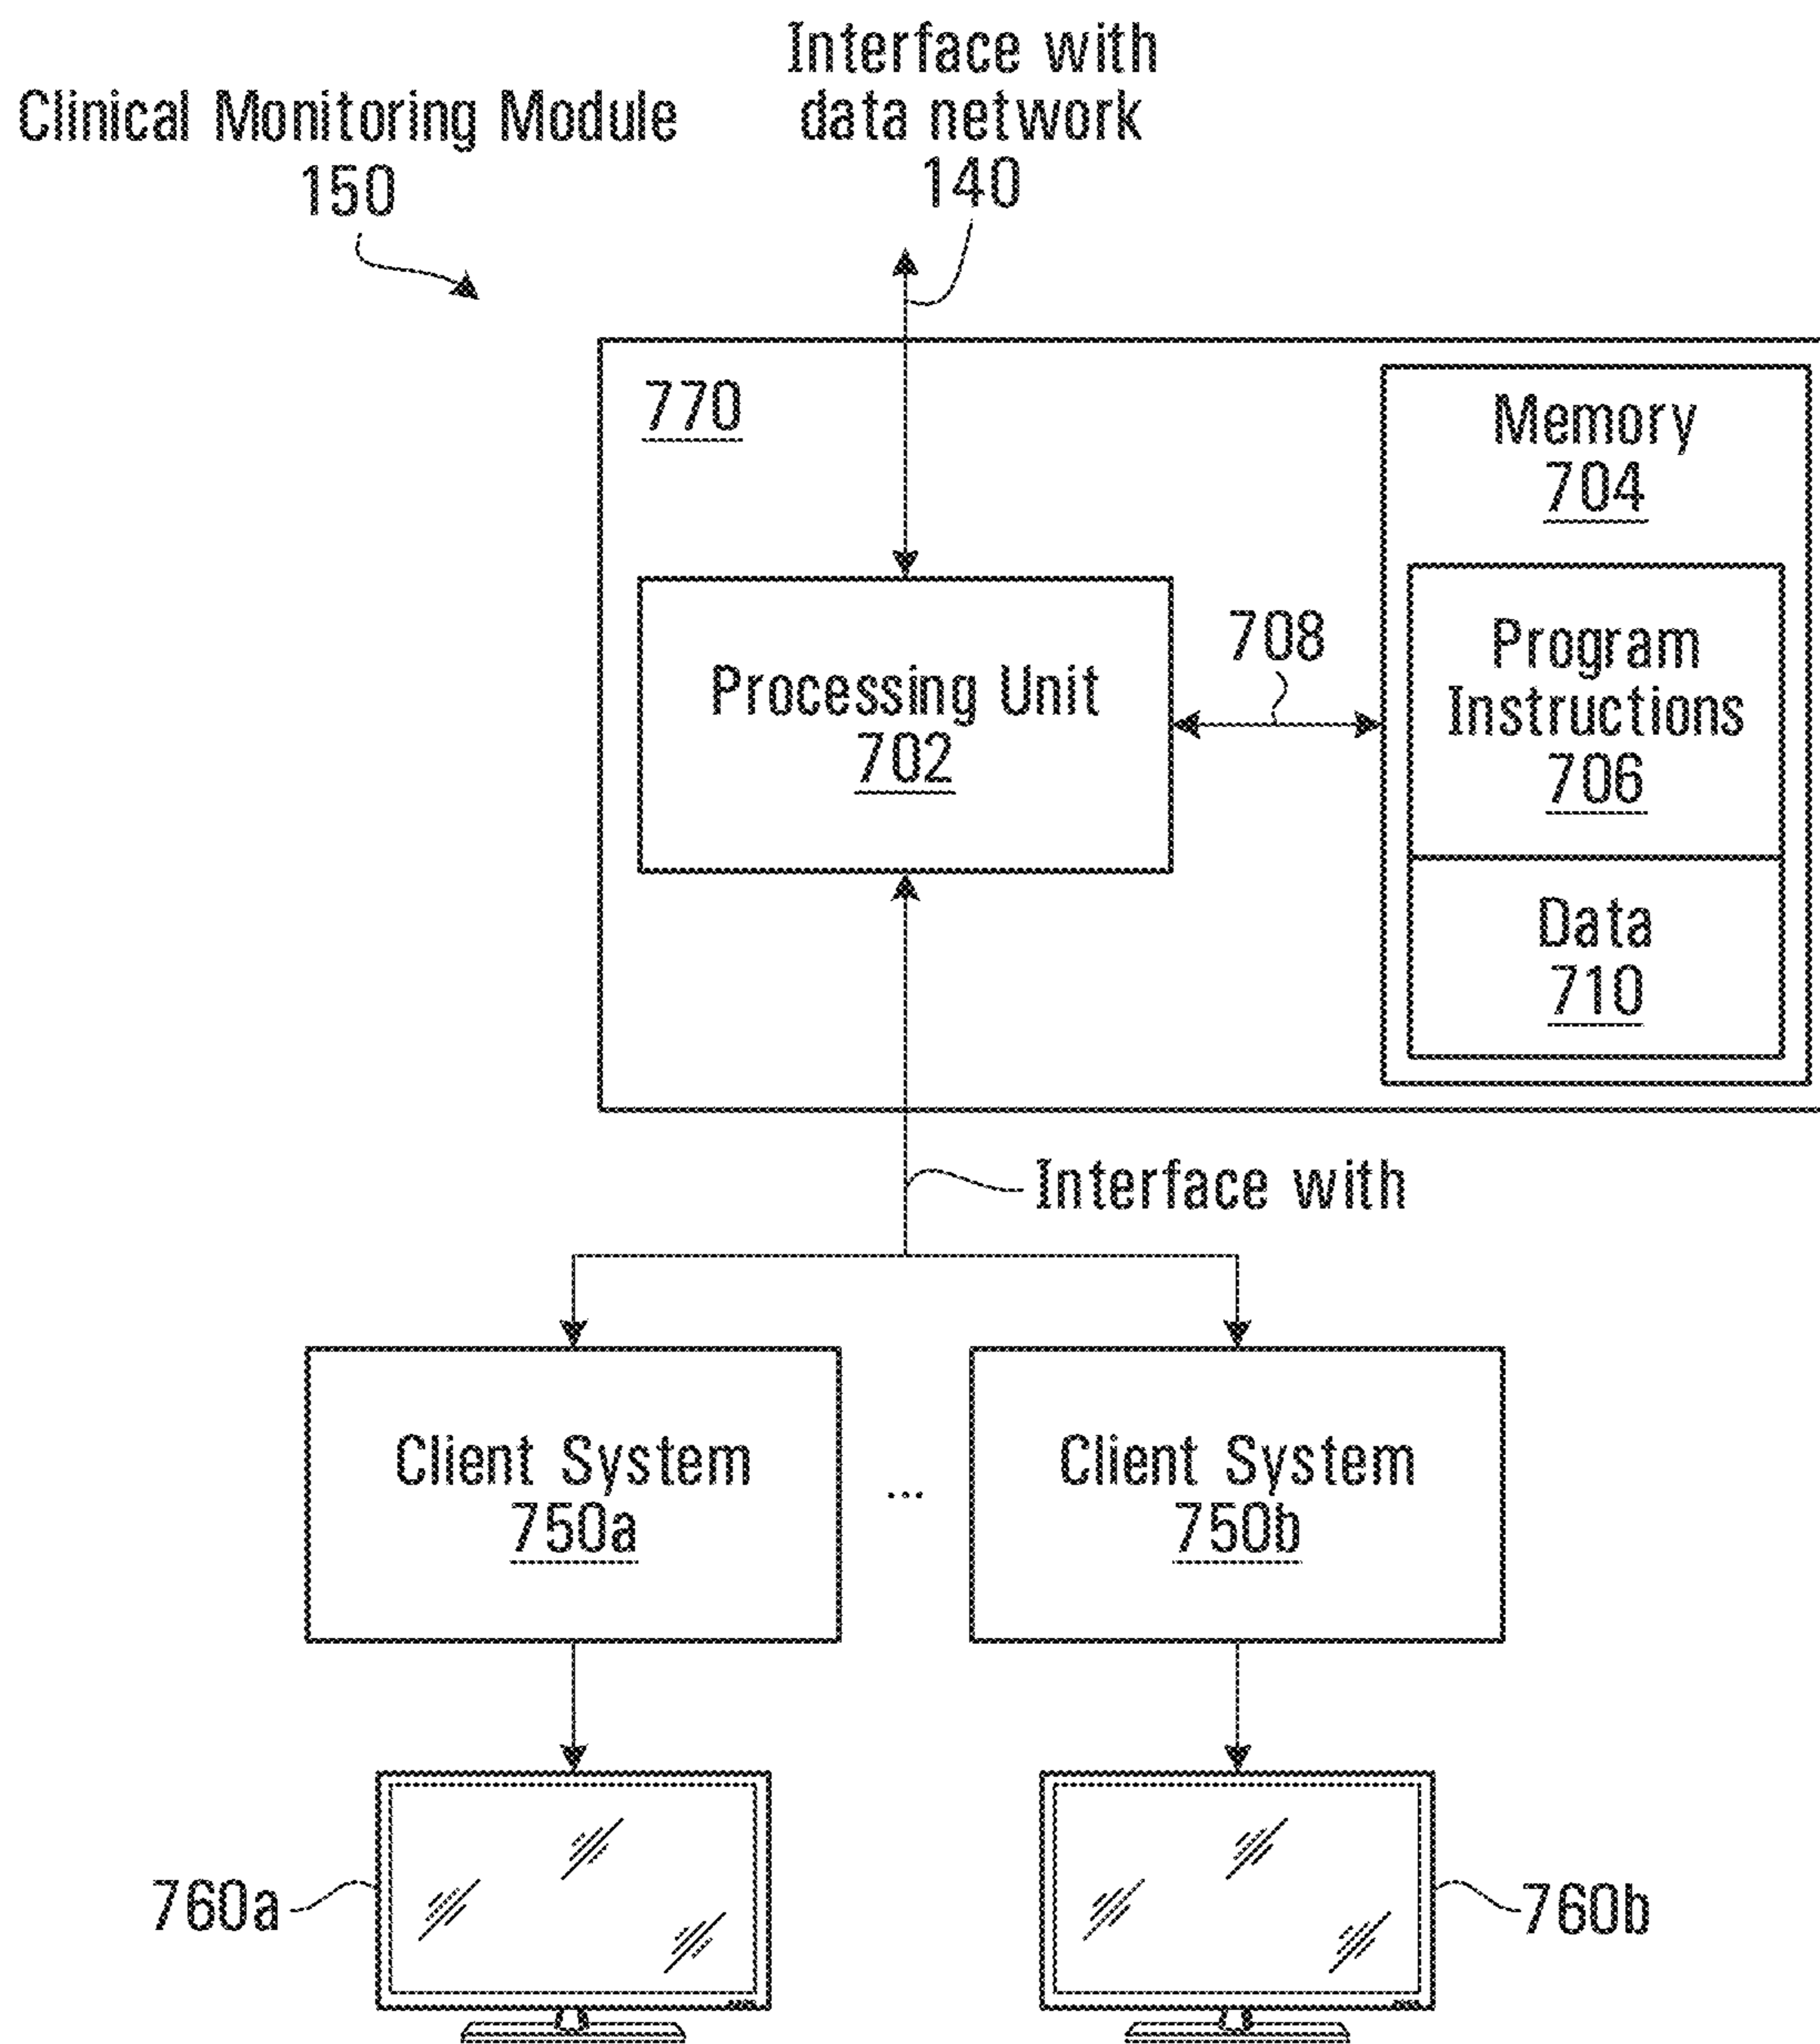 Clinical Monitoring Module
150
Interface with
data network
140
770
Memory
704
Program
Instructions
706
Data
710
708
Processing Unit
702
Interface with
Client System
750a
...
Client System
750b
760a
760b